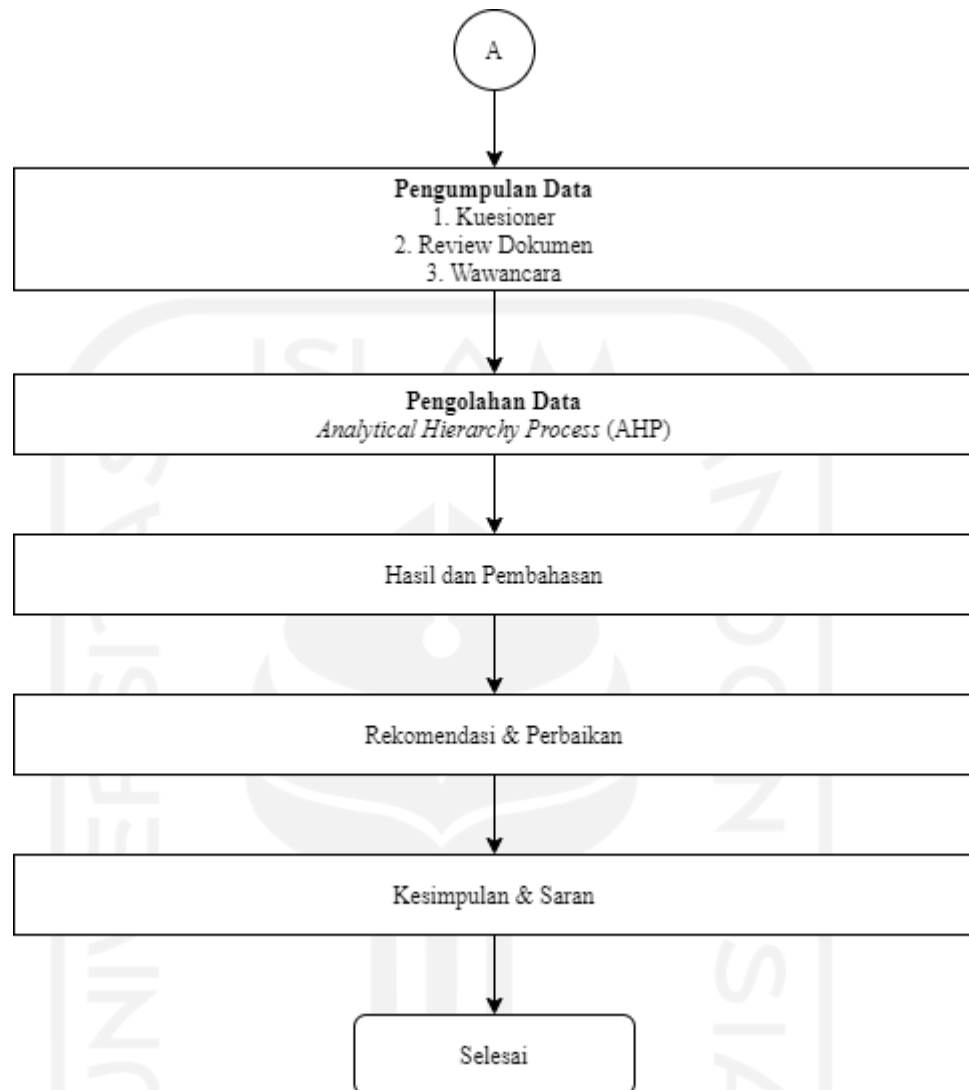 A
Pengumpulan Data
1. Kuesioner
2. Review Dokumen
3. Wawancara
Pengolahan Data
Analytical Hierarchy Process (AHP)
Hasil dan Pembahasan
Rekomendasi & Perbaikan
Kesimpulan & Saran
Selesai